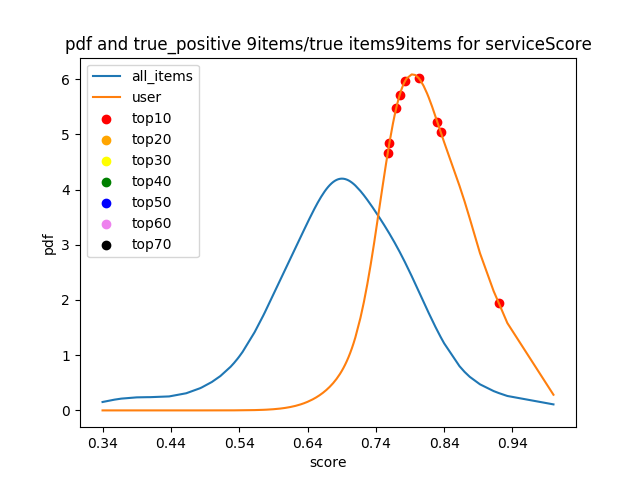 pdf and true_positive 9items/true items9items for serviceScore
all_items
user
top10
top20
top30
top40
top50
top60
top70
pdf
6
5
4
3
2
1
0
0.34 0.44 0.54 0.64 0.74 0.84 0.94
score